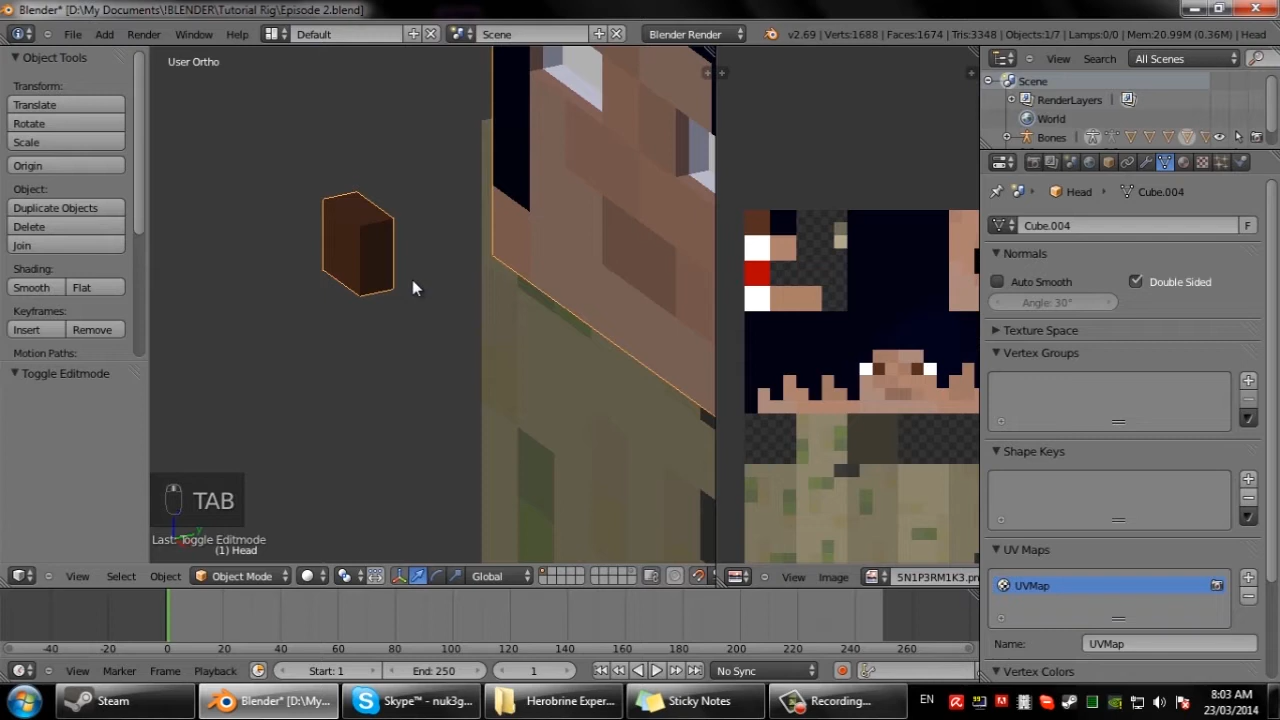 Blender* [D:\My Documents\!BLENDER\Tutorial Rig\Episode 2.blend]
File Add Render Window Help Default Scene Blender Render v2.69 | Verts:1688 | Faces:1674 | Tris:3348 | Objects:1/7 | Lamps:0/0 | Mem:20.99M (0.36M) | Head
Object Tools
Transform:
Translate
Rotate
Scale
Origin
Object:
Duplicate Objects
Delete
Join
Shading:
Smooth Flat
Keyframes:
Insert Remove
Motion Paths:
Toggle Editmode
User Ortho
TAB
Last: Toggle Editmode
(1) Head
View Select Object Object Mode Global
View Image 5N1P3RM1K3.pn
View Search All Scenes
Scene
RenderLayers
World
Bones
Head Cube.004
Cube.004 F
Normals
Auto Smooth Double Sided
Angle: 30°
Texture Space
Vertex Groups
Shape Keys
UV Maps
UVMap
Name: UVMap
Vertex Colors
-40 -20 0 20 40 60 80 100 120 140 160 180 200 220 240 260
View Marker Frame Playback Start: 1 End: 250 1 No Sync
Steam Blender* [D:\My... Skype™ - nuk3g... Herobrine Exper... Sticky Notes Recording... EN 8:03 AM
23/03/2014